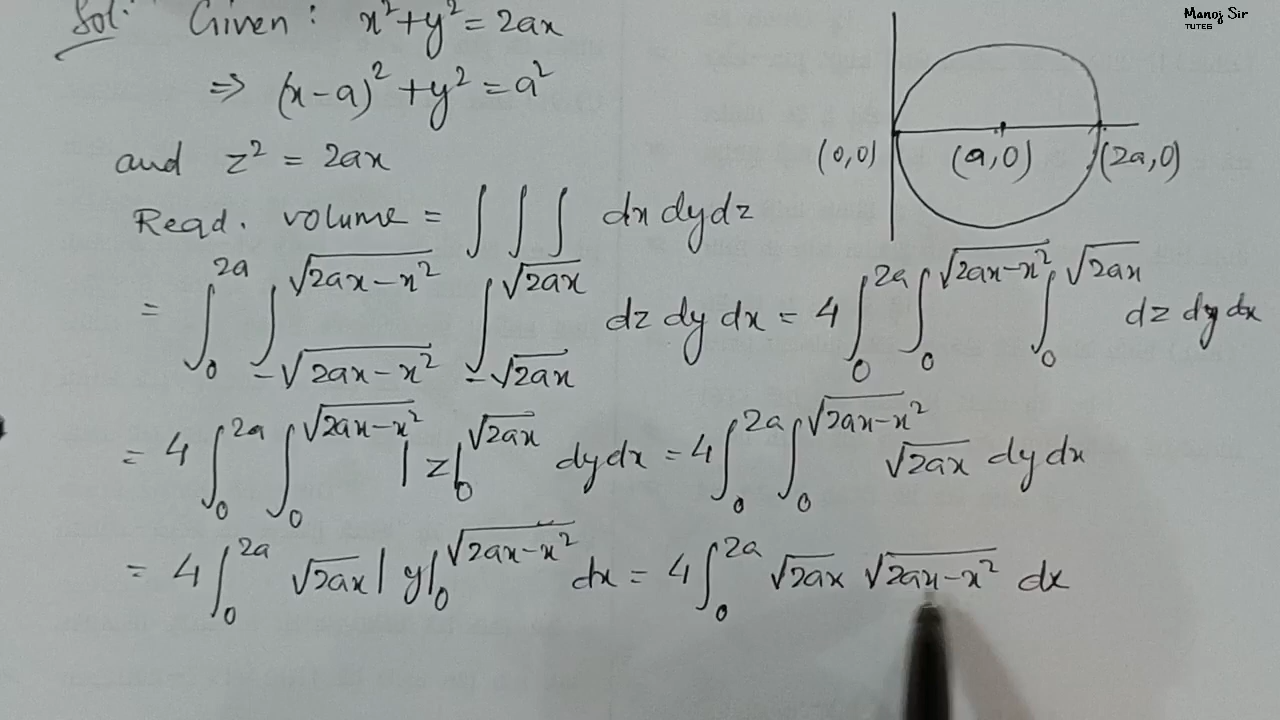 Manoj Sir
TUTES
Sol: Given: x²+y² = 2ax
⇒ (x-a)² + y² = a²
and z² = 2ax
(0,0) (a,0) (2a,0)
Reqd. volume = ∫∫∫ dx dy dz
= ∫₀^{2a} ∫_{-√(2ax-x²)}^{√(2ax-x²)} ∫_{-√(2ax)}^{√(2ax)} dz dy dx = 4 ∫₀^{2a} ∫₀^{√(2ax-x²)} ∫₀^{√(2ax)} dz dy dx
= 4 ∫₀^{2a} ∫₀^{√(2ax-x²)} |z|₀^{√(2ax)} dy dx = 4 ∫₀^{2a} ∫₀^{√(2ax-x²)} √(2ax) dy dx
= 4 ∫₀^{2a} √(2ax) |y|₀^{√(2ax-x²)} dx = 4 ∫₀^{2a} √(2ax) √(2ax-x²) dx